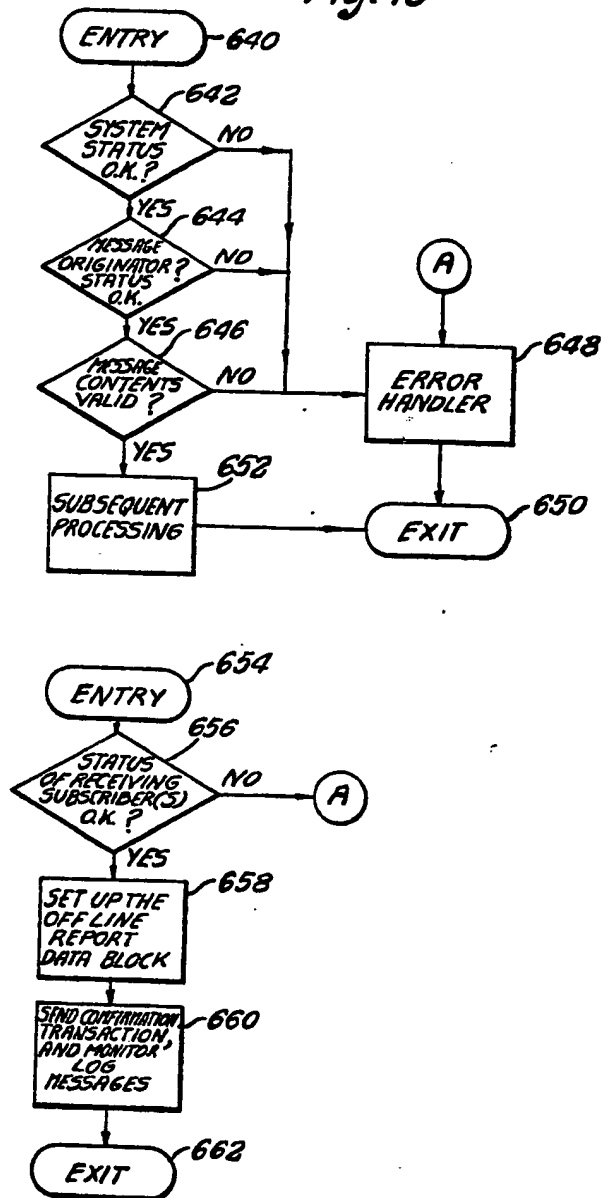 ENTRY
640
642
SYSTEM
STATUS
O.K.?
NO
YES
644
MESSAGE
ORIGINATOR?
STATUS
O.K.
NO
YES
646
MESSAGE
CONTENTS
VALID ?
NO
YES
A
648
ERROR
HANDLER
652
SUBSEQUENT
PROCESSING
650
EXIT
654
ENTRY
656
STATUS
OF RECEIVING
SUBSCRIBER(S)
O.K. ?
NO
A
YES
658
SET UP THE
OFF LINE
REPORT
DATA BLOCK
660
SEND CONFIRMATION,
TRANSACTION,
AND MONITOR
LOG
MESSAGES
662
EXIT